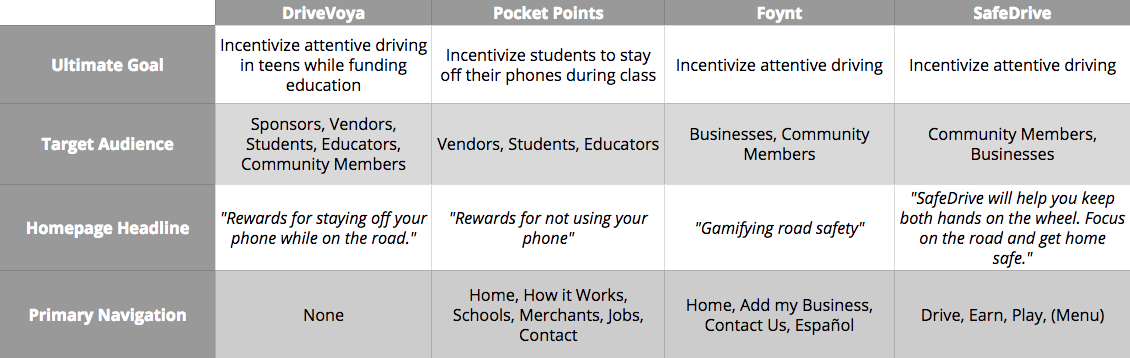 DriveVoya Pocket Points Foynt SafeDrive
Ultimate Goal
Incentivize attentive driving
in teens while funding
education
Incentivize students to stay
off their phones during class
Incentivize attentive driving
Incentivize attentive driving
Target Audience
Sponsors, Vendors,
Students, Educators,
Community Members
Vendors, Students, Educators
Businesses, Community
Members
Community Members,
Businesses
Homepage Headline
"Rewards for staying off your
phone while on the road."
"Rewards for not using your
phone"
"Gamifying road safety"
"SafeDrive will help you keep
both hands on the wheel. Focus
on the road and get home
safe."
Primary Navigation
None
Home, How it Works,
Schools, Merchants, Jobs,
Contact
Home, Add my Business,
Contact Us, Español
Drive, Earn, Play, (Menu)